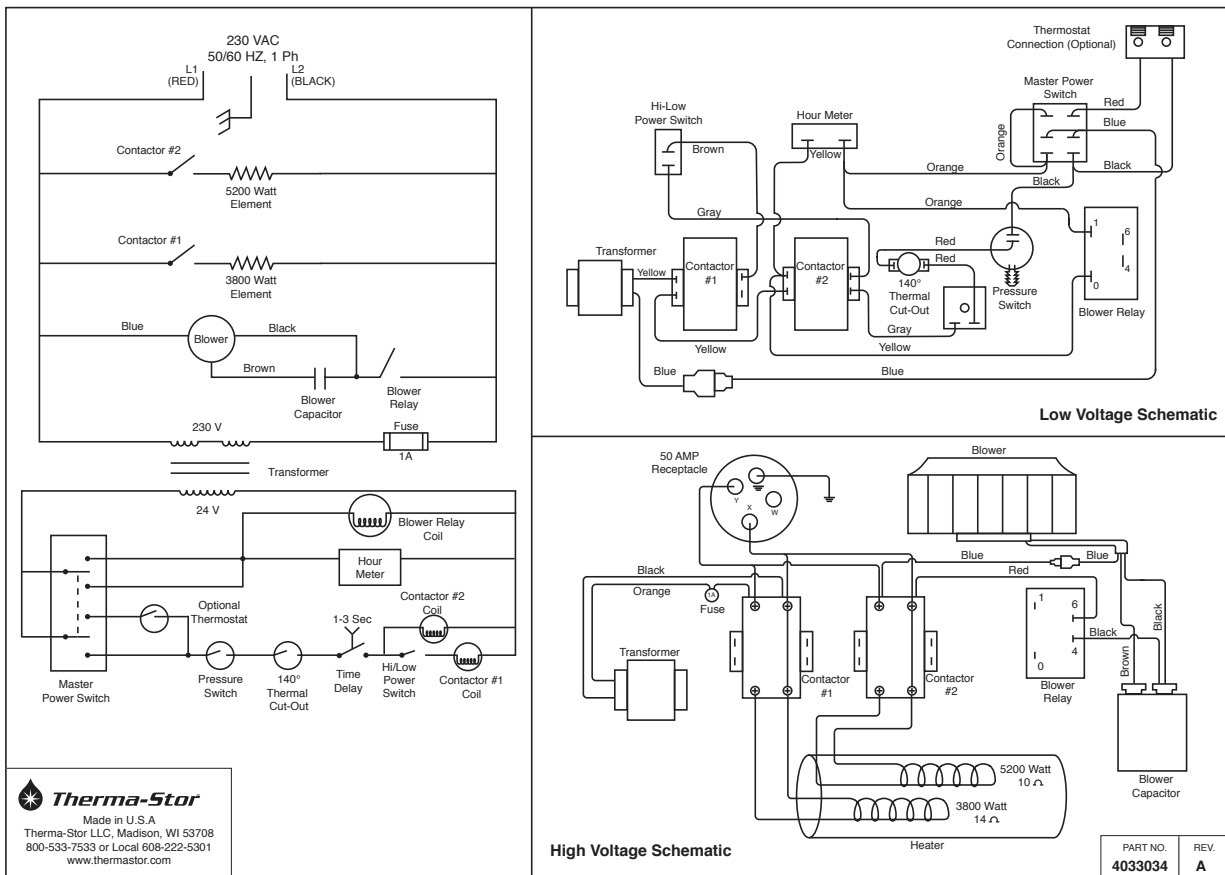 230 VAC
50/60 HZ, 1 Ph
L1
(RED)
L2
(BLACK)
Contactor #2
5200 Watt
Element
Contactor #1
3800 Watt
Element
Blue
Blower
Black
Brown
Blower
Capacitor
Blower
Relay
230 V
Fuse
1A
Transformer
24 V
Blower Relay
Coil
Hour
Meter
Optional
Thermostat
Contactor #2
Coil
1-3 Sec
Master
Power Switch
Pressure
Switch
140°
Thermal
Cut-Out
Time
Delay
Hi/Low
Power
Switch
Contactor #1
Coil
Therma-Stor
Made in U.S.A
Therma-Stor LLC, Madison, WI 53708
800-533-7533 or Local 608-222-5301
www.thermastor.com
Thermostat
Connection (Optional)
Master Power
Switch
Hi-Low
Power Switch
Hour Meter
Red
Blue
Orange
Brown
Yellow
Orange
Black
Black
Gray
Orange
Transformer
Yellow
Contactor
#1
Contactor
#2
Red
Red
140°
Thermal
Cut-Out
Pressure
Switch
1
6
4
0
Blower Relay
Gray
Yellow
Yellow
Blue
Blue
Low Voltage Schematic
50 AMP
Receptacle
Y
X
W
Blower
Blue
Blue
Black
Orange
1A
Fuse
Red
1
6
Black
4
0
Black
Brown
Transformer
Contactor
#1
Contactor
#2
Blower
Relay
5200 Watt
10 Ω
3800 Watt
14 Ω
Heater
Blower
Capacitor
High Voltage Schematic
PART NO.
4033034
REV.
A